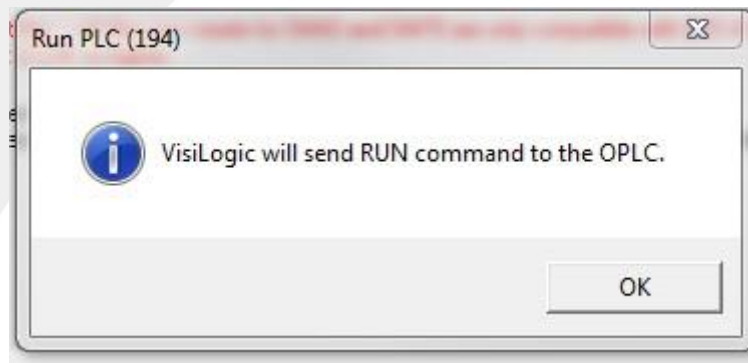 Run PLC (194)
VisiLogic will send RUN command to the OPLC.
OK